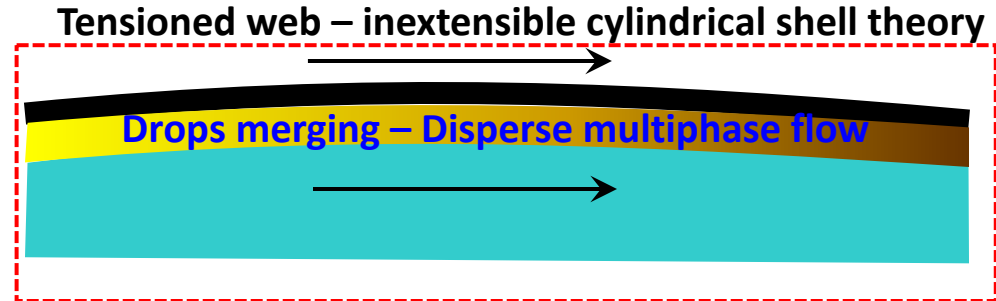 Tensioned web – inextensible cylindrical shell theory
Drops merging – Disperse multiphase flow